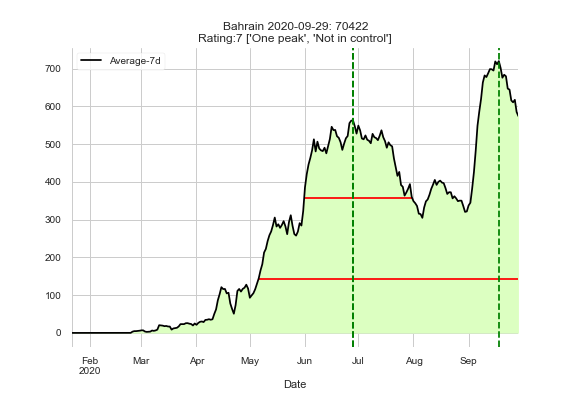 Bahrain 2020-09-29: 70422
Rating:7 ['One peak', 'Not in control']
Average-7d
700
600
500
400
300
200
100
0
Feb Mar Apr May Jun Jul Aug Sep
2020
Date